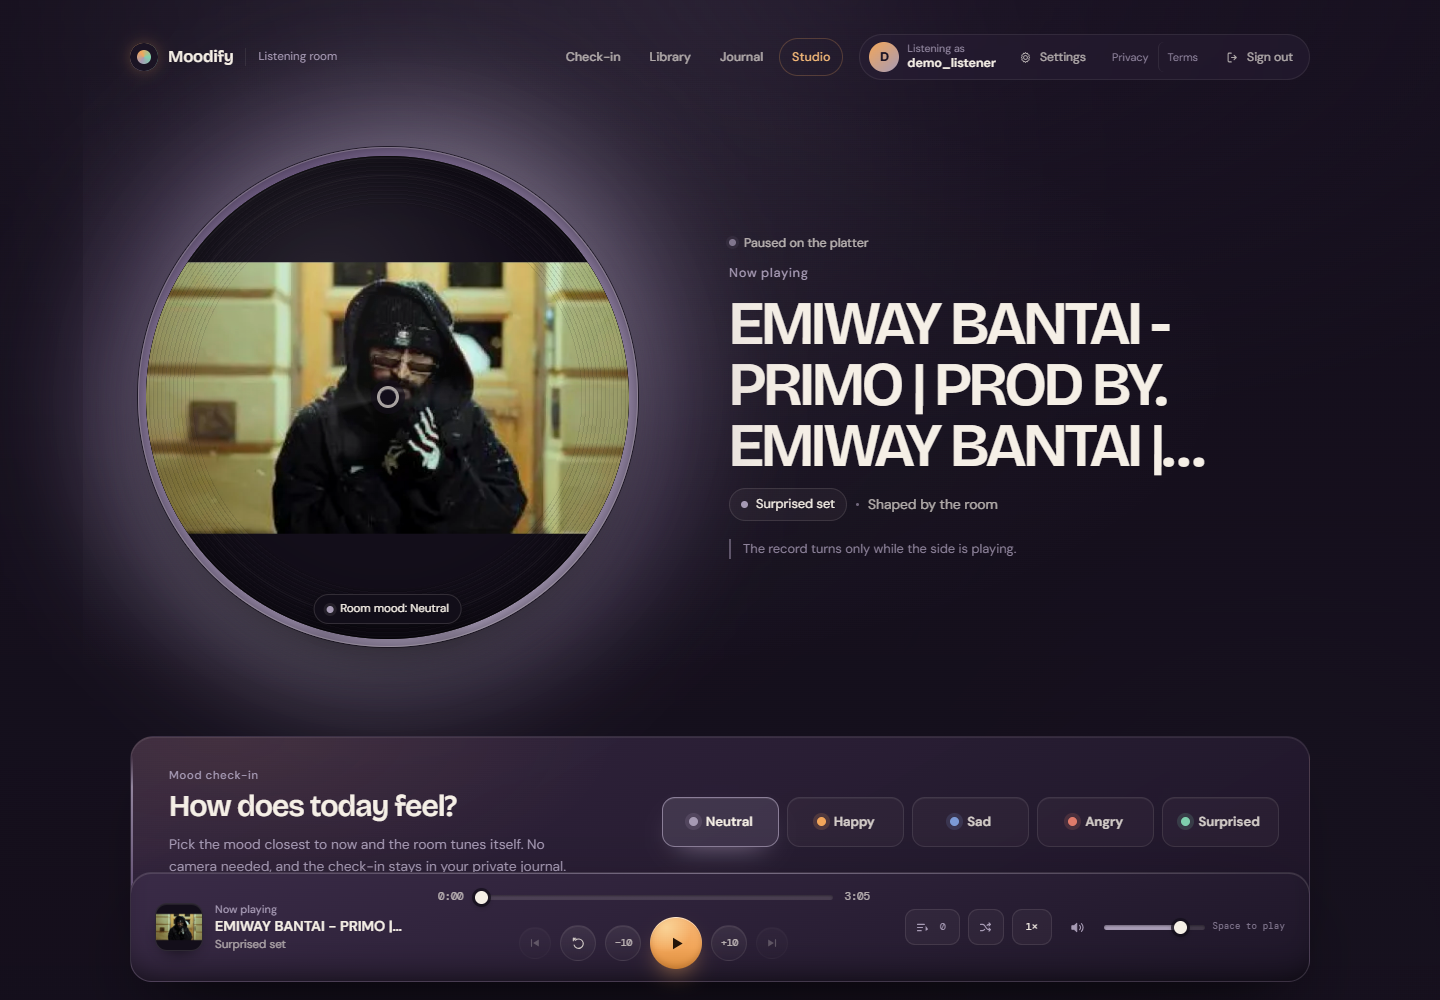 Moodify
Listening room
Check-in
Library
Journal
Studio
D
Listening as
demo_listener
Settings
Privacy
Terms
Sign out
Paused on the platter
Now playing
EMIWAY BANTAI -
PRIMO | PROD BY.
EMIWAY BANTAI |...
Surprised set
· Shaped by the room
The record turns only while the side is playing.
Room mood: Neutral
Mood check-in
How does today feel?
Pick the mood closest to now and the room tunes itself. No
camera needed, and the check-in stays in your private journal.
Neutral
Happy
Sad
Angry
Surprised
Now playing
EMIWAY BANTAI - PRIMO |...
Surprised set
0:00
3:05
-10
+10
0
1×
Space to play